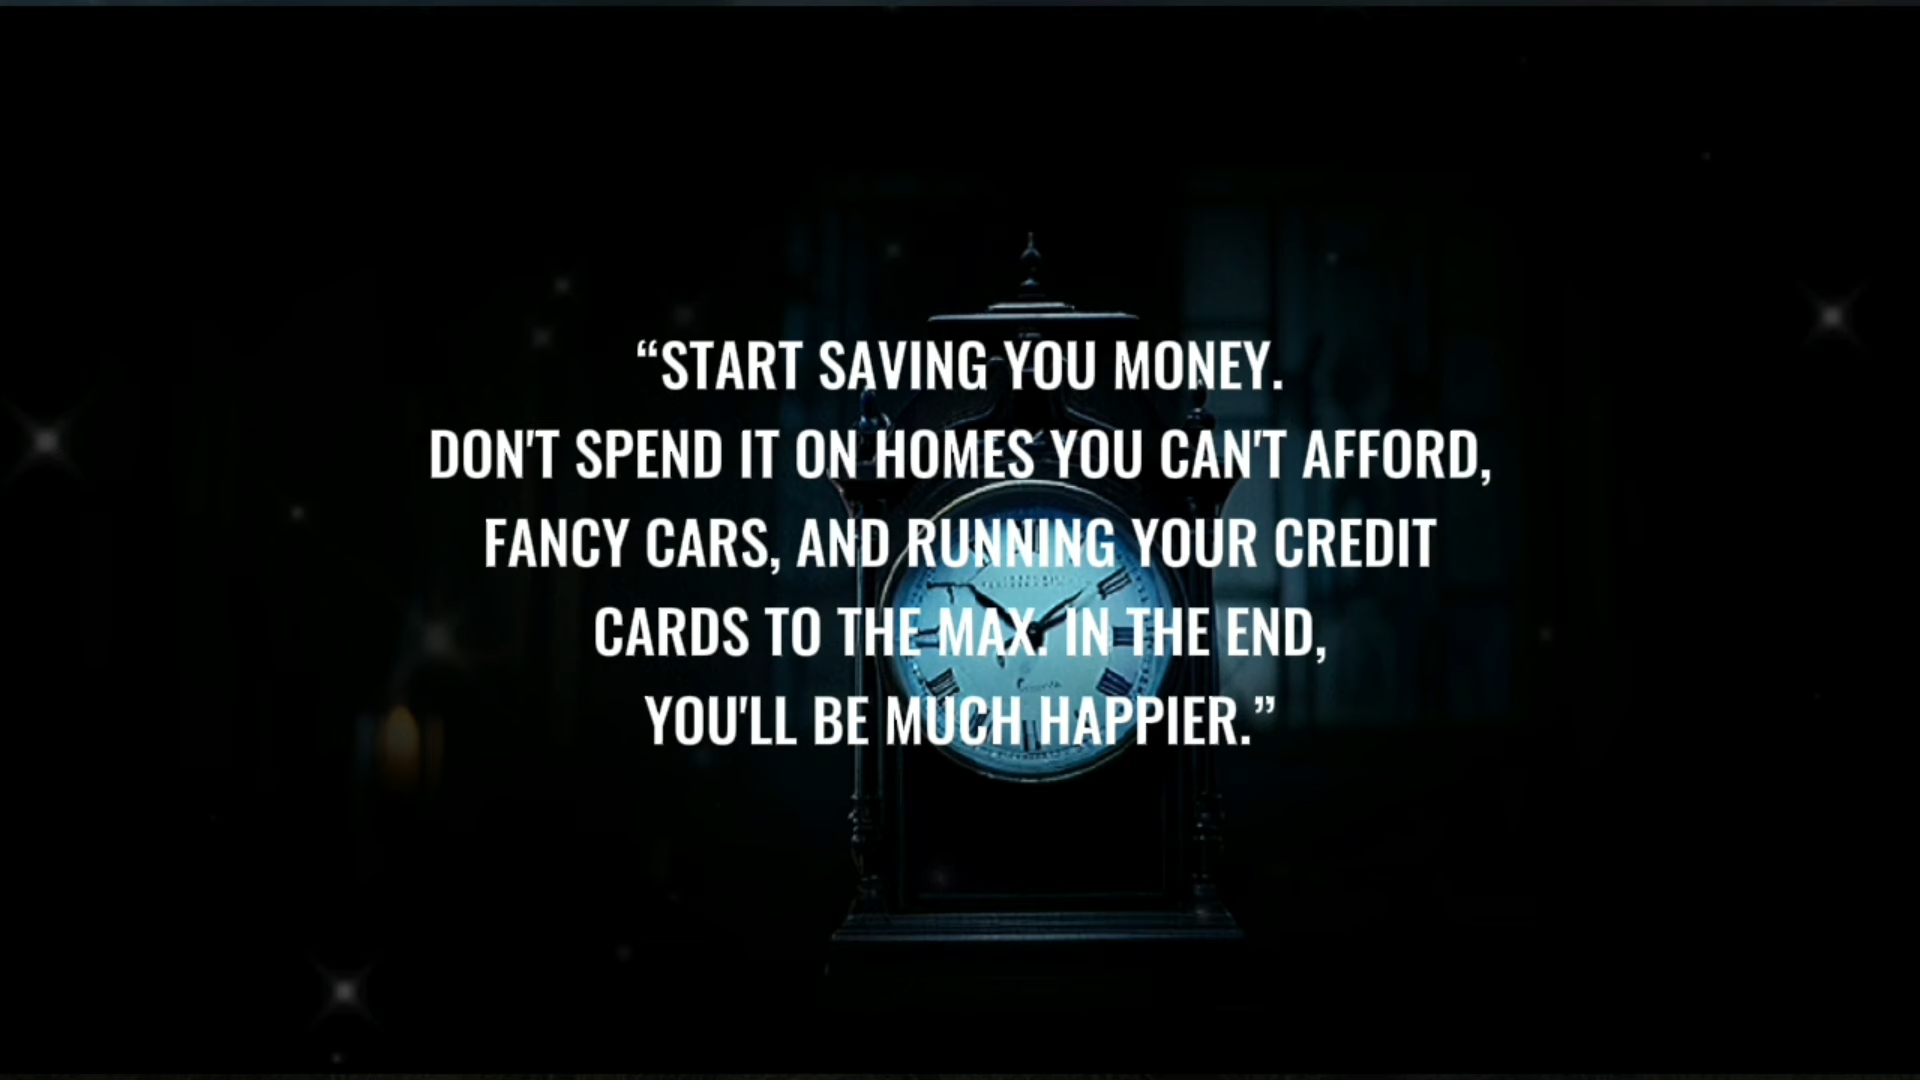 “START SAVING YOU MONEY.
DON'T SPEND IT ON HOMES YOU CAN'T AFFORD,
FANCY CARS, AND RUNNING YOUR CREDIT
CARDS TO THE MAX. IN THE END,
YOU'LL BE MUCH HAPPIER.”